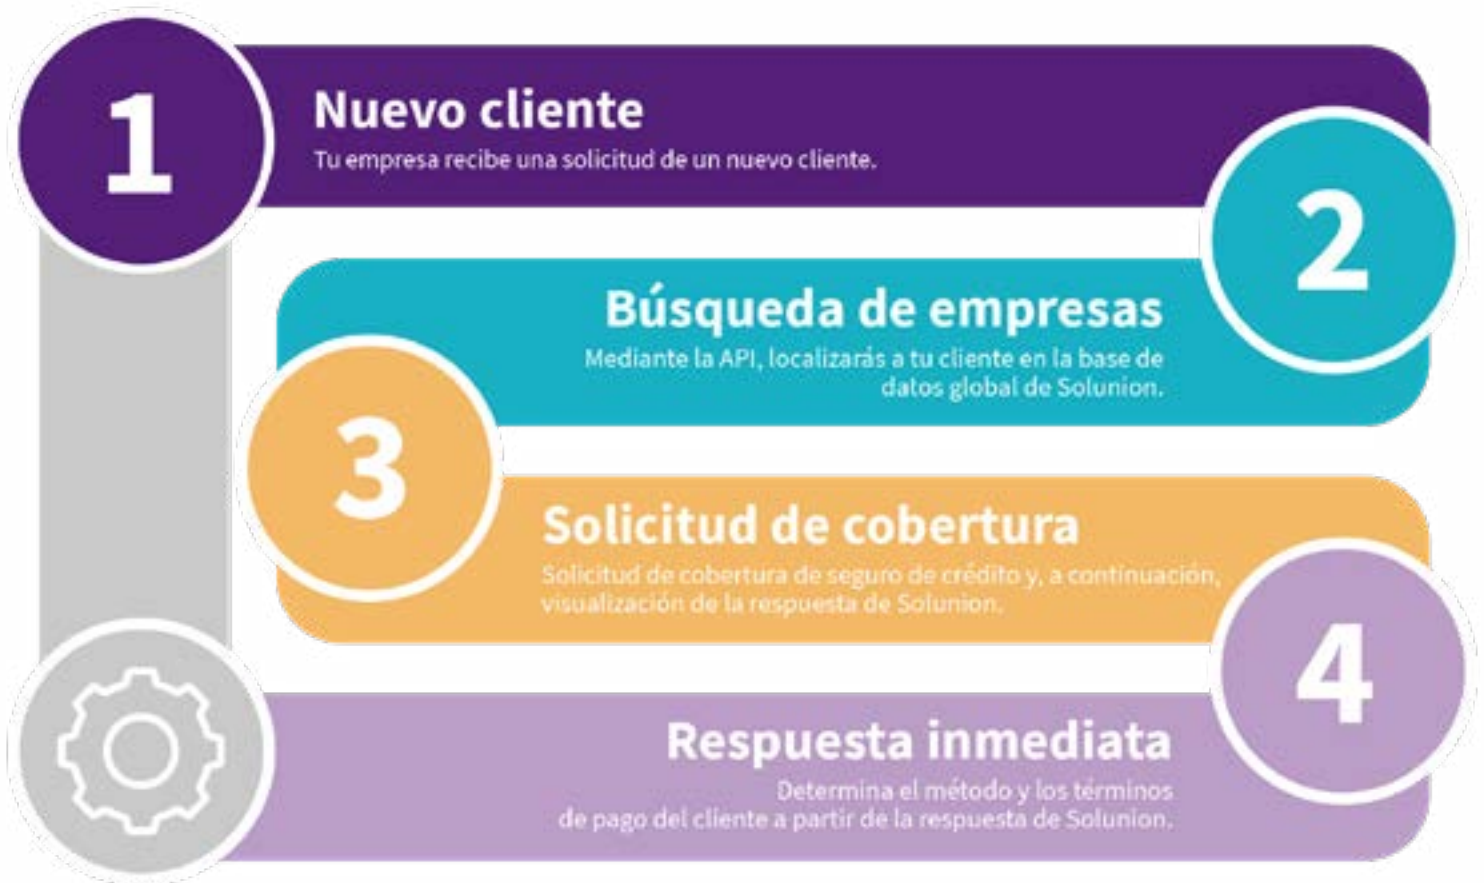 1
Nuevo cliente
Tu empresa recibe una solicitud de un nuevo cliente.
2
Búsqueda de empresas
Mediante la API, localizarás a tu cliente en la base de
datos global de Solunion.
3
Solicitud de cobertura
Solicitud de cobertura de seguro de crédito y, a continuación,
visualización de la respuesta de Solunion.
4
Respuesta inmediata
Determina el método y los términos
de pago del cliente a partir de la respuesta de Solunion.